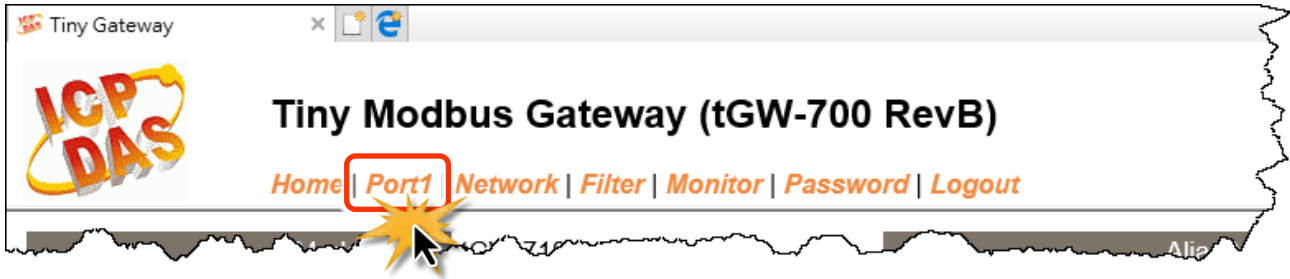 Tiny Gateway
ICP
DAS
Tiny Modbus Gateway (tGW-700 RevB)
Home | Port1 | Network | Filter | Monitor | Password | Logout